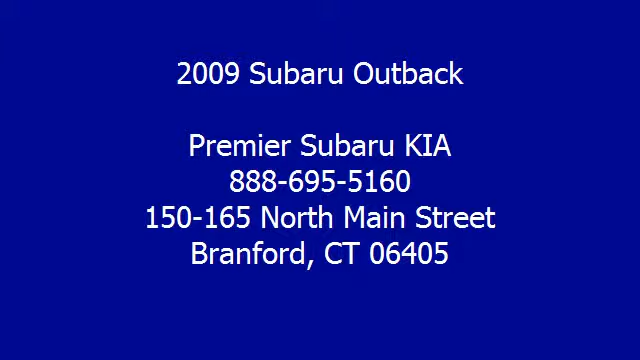 2009 Subaru Outback
Premier Subaru KIA
888-695-5160
150-165 North Main Street
Branford, CT 06405